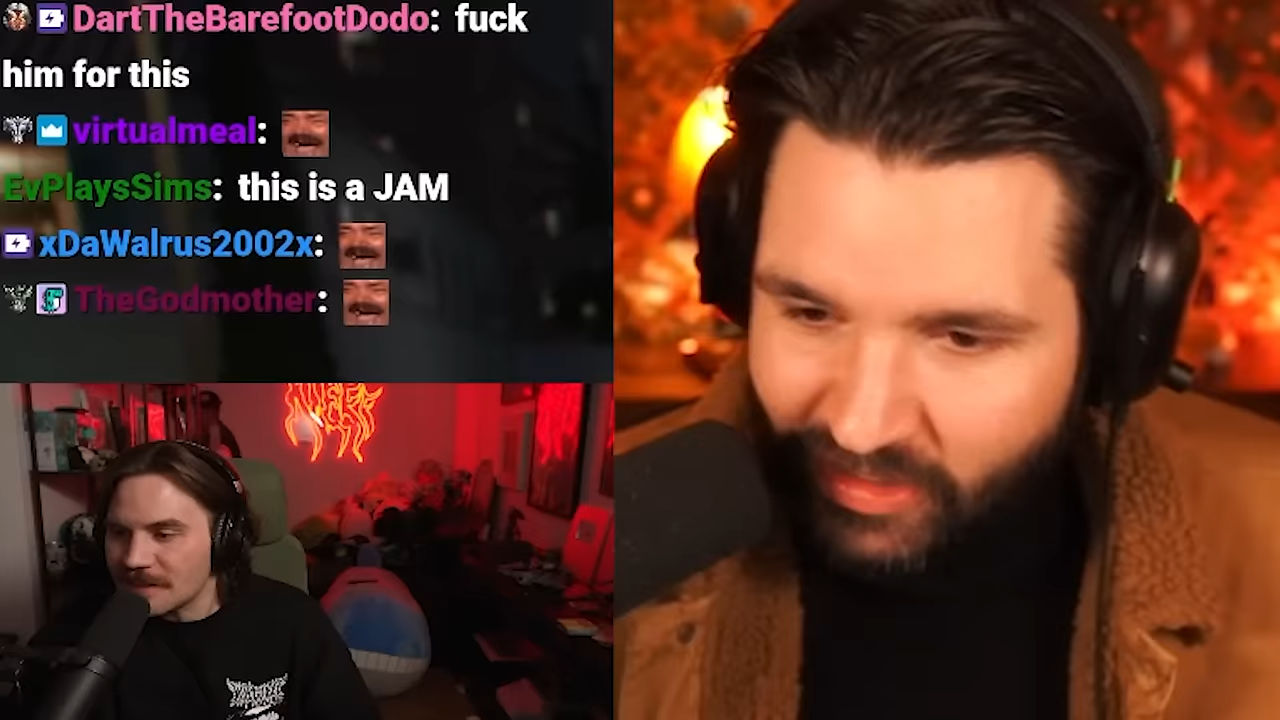 DartTheBarefootDodo: fuck
him for this
virtualmeal:
EvPlaysSims: this is a JAM
xDaWalrus2002x:
TheGodmother: